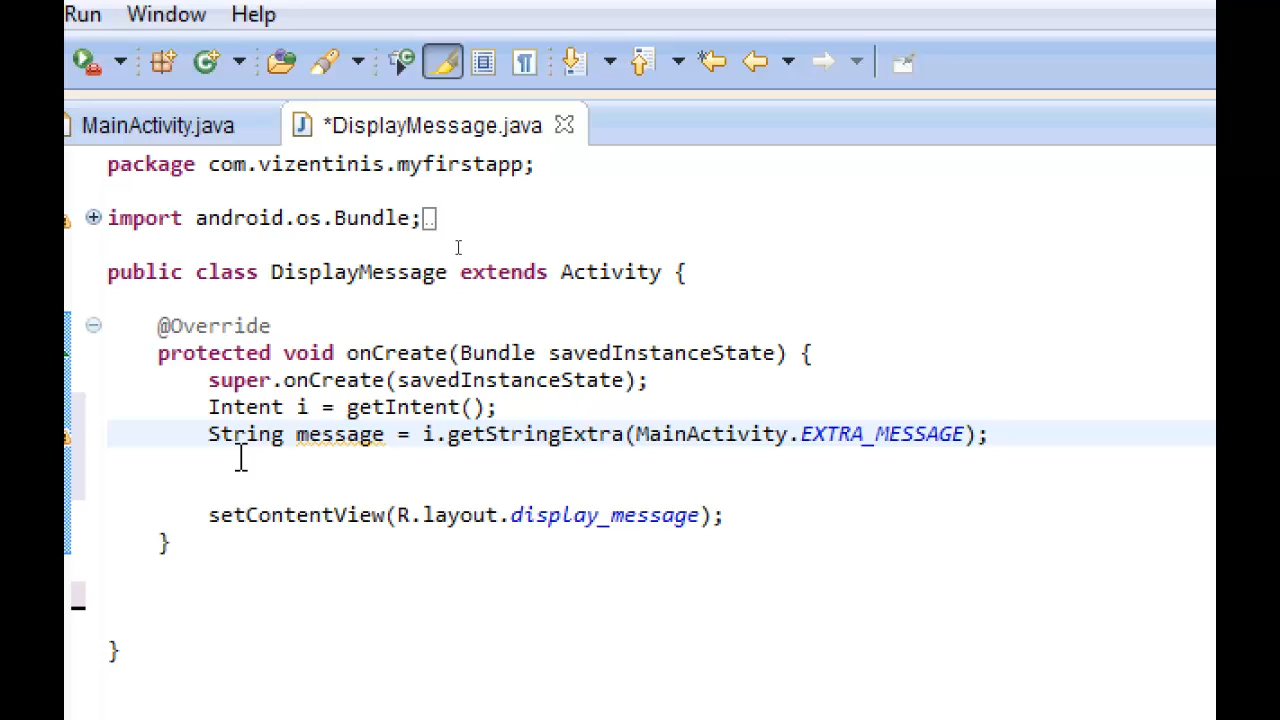 Run Window Help
MainActivity.java *DisplayMessage.java
package com.vizentinis.myfirstapp;
import android.os.Bundle;
public class DisplayMessage extends Activity {
@Override
protected void onCreate(Bundle savedInstanceState) {
super.onCreate(savedInstanceState);
Intent i = getIntent();
String message = i.getStringExtra(MainActivity.EXTRA_MESSAGE);
setContentView(R.layout.display_message);
}
}